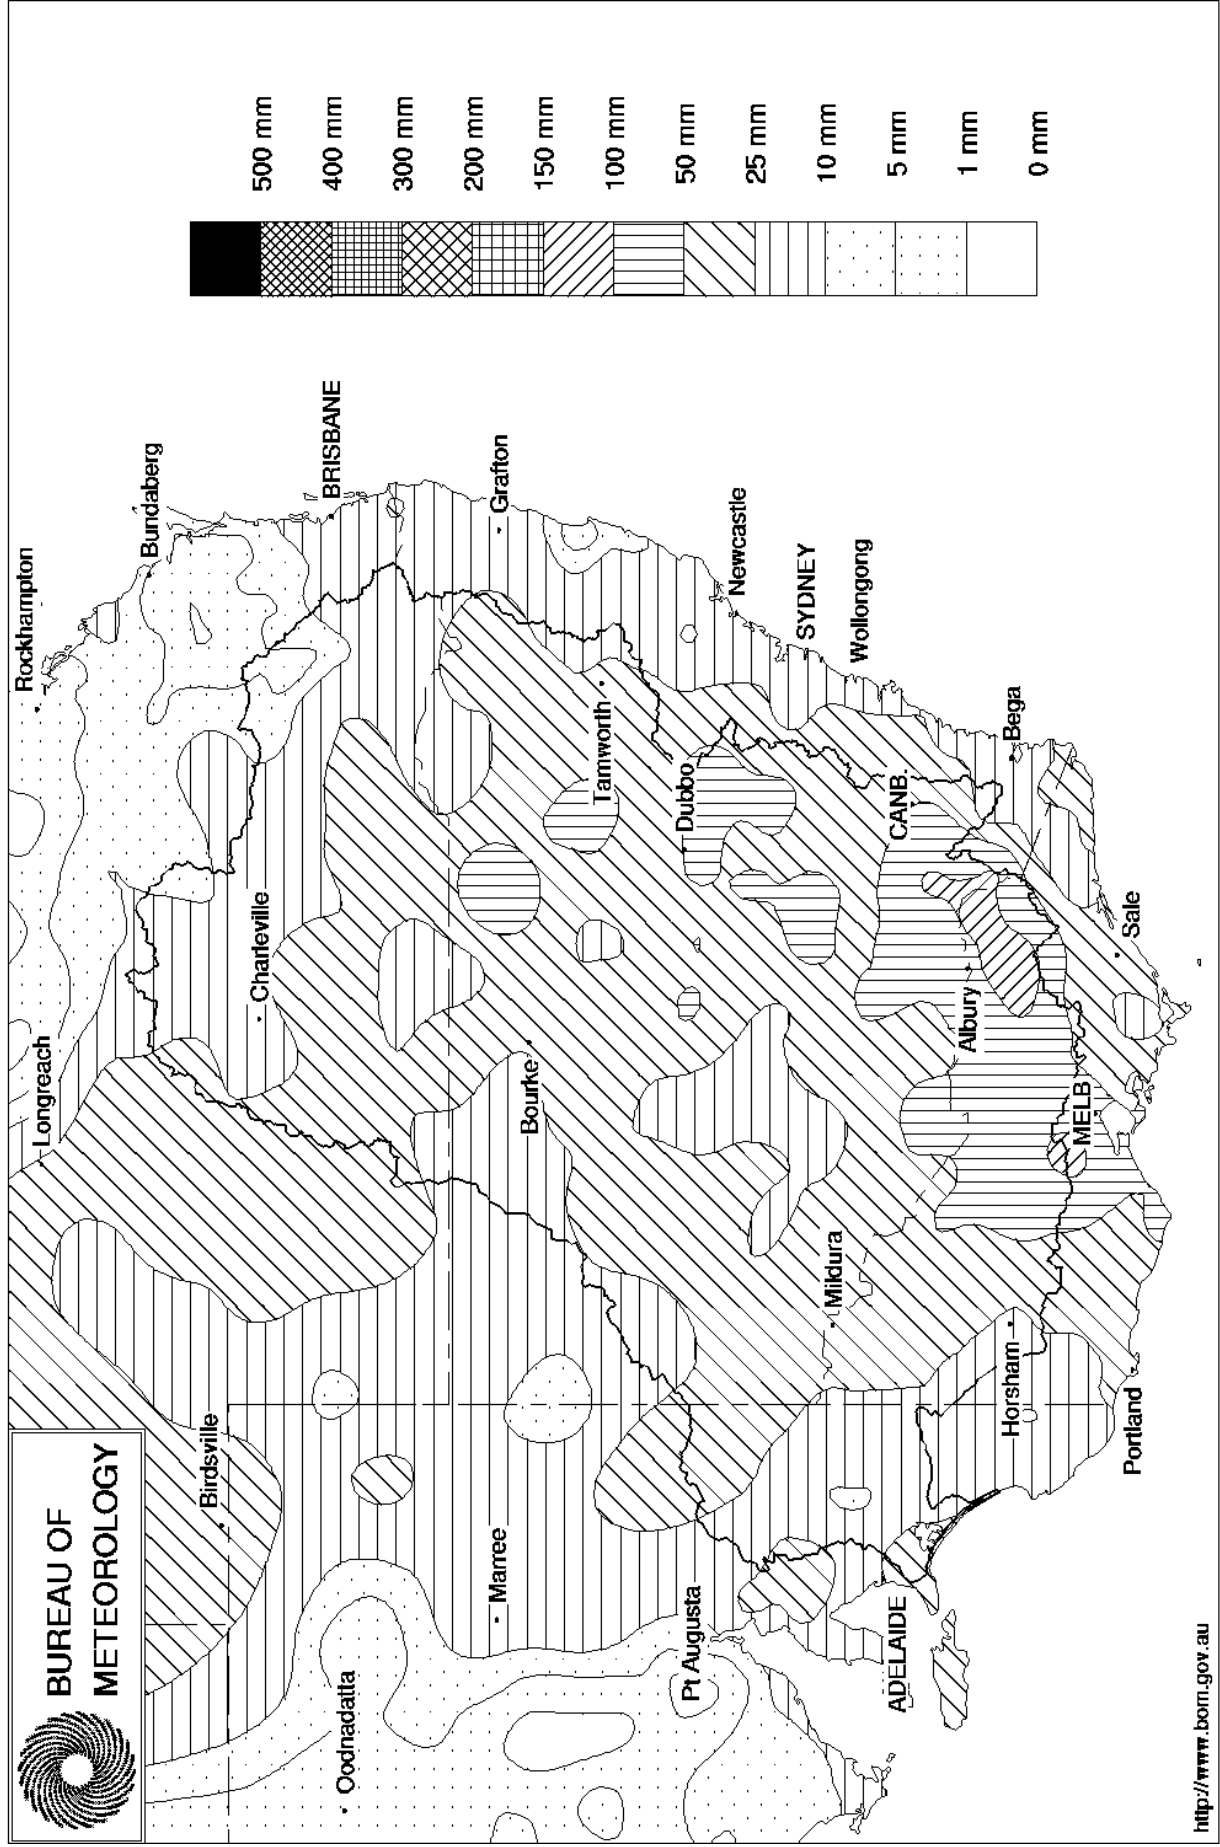 BUREAU OF
METEOROLOGY
Rockhampton
Longreach
Bundaberg
Birdsville
Charleville
BRISBANE
Oodnadatta
Grafton
Marree
Bourke
Tamworth
Newcastle
Pt Augusta
Dubbo
SYDNEY
Mildura
Wollongong
ADELAIDE
CANB.
Albury
Bega
Horsham
MELB
Sale
Portland
500 mm
400 mm
300 mm
200 mm
150 mm
100 mm
50 mm
25 mm
10 mm
5 mm
1 mm
0 mm
http://www.bom.gov.au